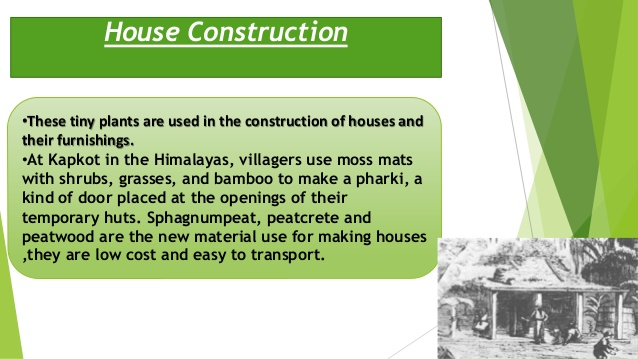 House Construction
•These tiny plants are used in the construction of houses and
their furnishings.
•At Kapkot in the Himalayas, villagers use moss mats
with shrubs, grasses, and bamboo to make a pharki, a
kind of door placed at the openings of their
temporary huts. Sphagnumpeat, peatcrete and
peatwood are the new material use for making houses
,they are low cost and easy to transport.